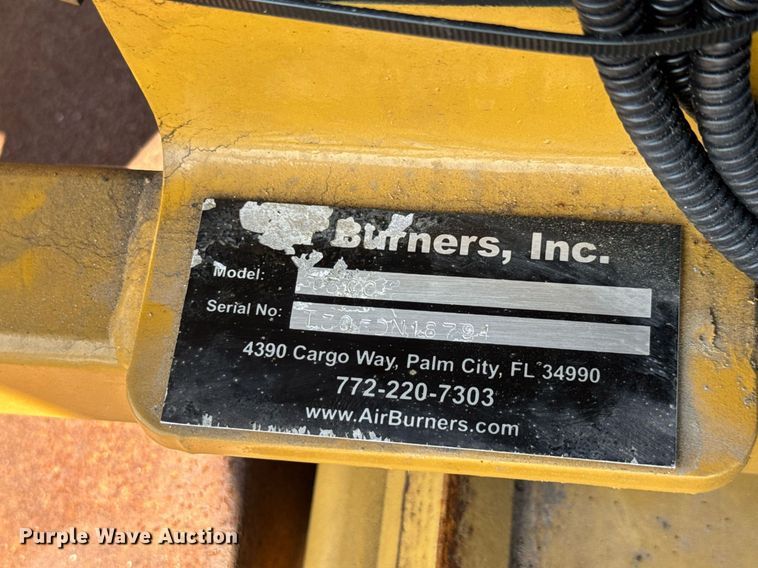 Burners, Inc.
Model:
Serial No:
4390 Cargo Way, Palm City, FL 34990
772-220-7303
www.AirBurners.com
Purple Wave Auction